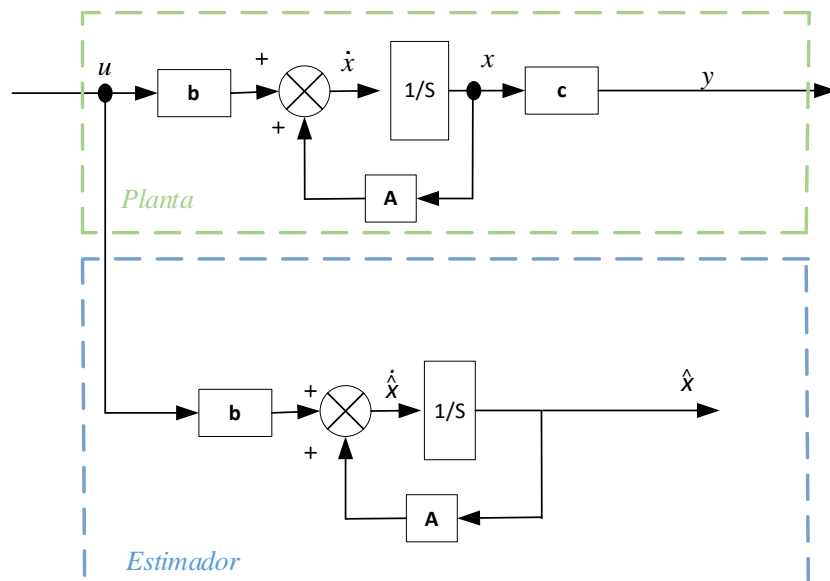 u
b
+
+
ẋ
1/S
x
c
y
A
Planta
b
+
+
x̂̇
1/S
x̂
A
Estimador